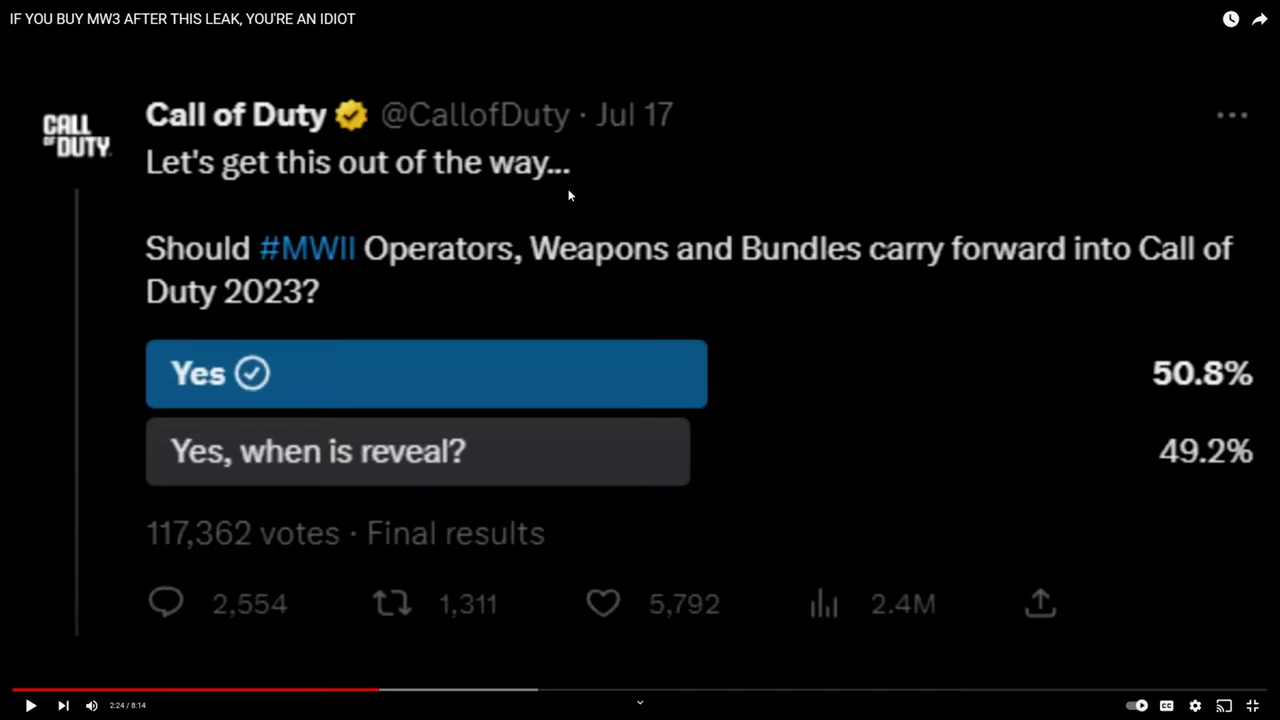 IF YOU BUY MW3 AFTER THIS LEAK, YOU'RE AN IDIOT
CALL OF DUTY.
Call of Duty @CallofDuty · Jul 17
Let's get this out of the way...
Should #MWII Operators, Weapons and Bundles carry forward into Call of
Duty 2023?
Yes 50.8%
Yes, when is reveal? 49.2%
117,362 votes · Final results
2,554 1,311 5,792 2.4M
2:24 / 8:14
CC